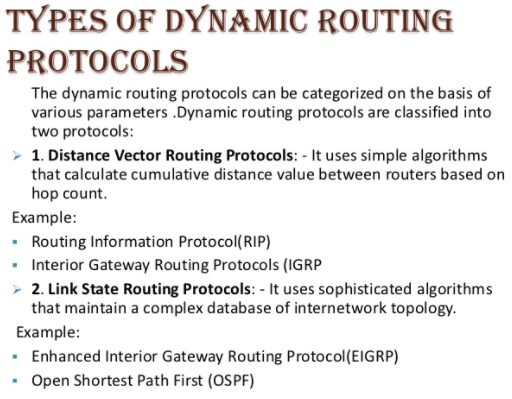 TYPES OF DYNAMIC ROUTING
PROTOCOLS
The dynamic routing protocols can be categorized on the basis of
various parameters .Dynamic routing protocols are classified into
two protocols:
➢ 1. Distance Vector Routing Protocols: - It uses simple algorithms
that calculate cumulative distance value between routers based on
hop count.
Example:
▪ Routing Information Protocol(RIP)
▪ Interior Gateway Routing Protocols (IGRP
➢ 2. Link State Routing Protocols: - It uses sophisticated algorithms
that maintain a complex database of internetwork topology.
Example:
▪ Enhanced Interior Gateway Routing Protocol(EIGRP)
▪ Open Shortest Path First (OSPF)